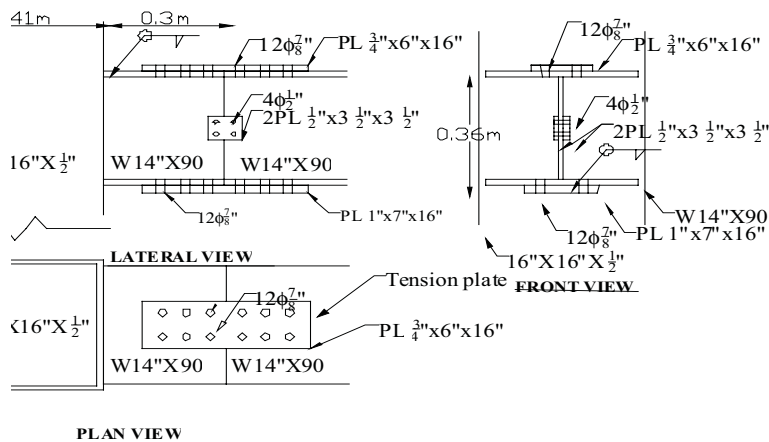 41m
0.3m
12ϕ7/8"
PL 3/4"x6"x16"
4ϕ1/2"
2PL 1/2"x3 1/2"x3 1/2"
16"X 1/2"
W14"X90
W14"X90
12ϕ7/8"
PL 1"x7"x16"
LATERAL VIEW
12ϕ7/8"
PL 3/4"x6"x16"
4ϕ1/2"
0.36m
2PL 1/2"x3 1/2"x3 1/2"
W14"X90
12ϕ7/8"
PL 1"x7"x16"
16"X16"X 1/2"
FRONT VIEW
Tension plate
12ϕ7/8"
X16"X 1/2"
PL 3/4"x6"x16"
W14"X90
W14"X90
PLAN VIEW